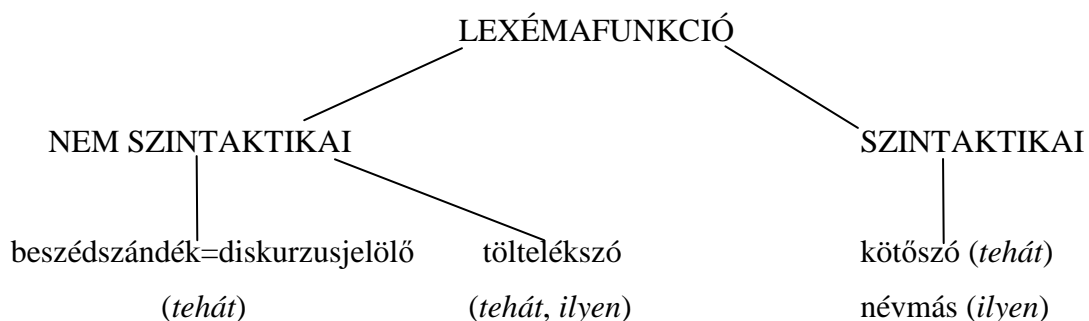 LEXÉMAFUNKCIÓ
NEM SZINTAKTIKAI SZINTAKTIKAI
beszédszándék=diskurzusjelölő töltelékszó kötőszó (tehát)
(tehát) (tehát, ilyen) névmás (ilyen)